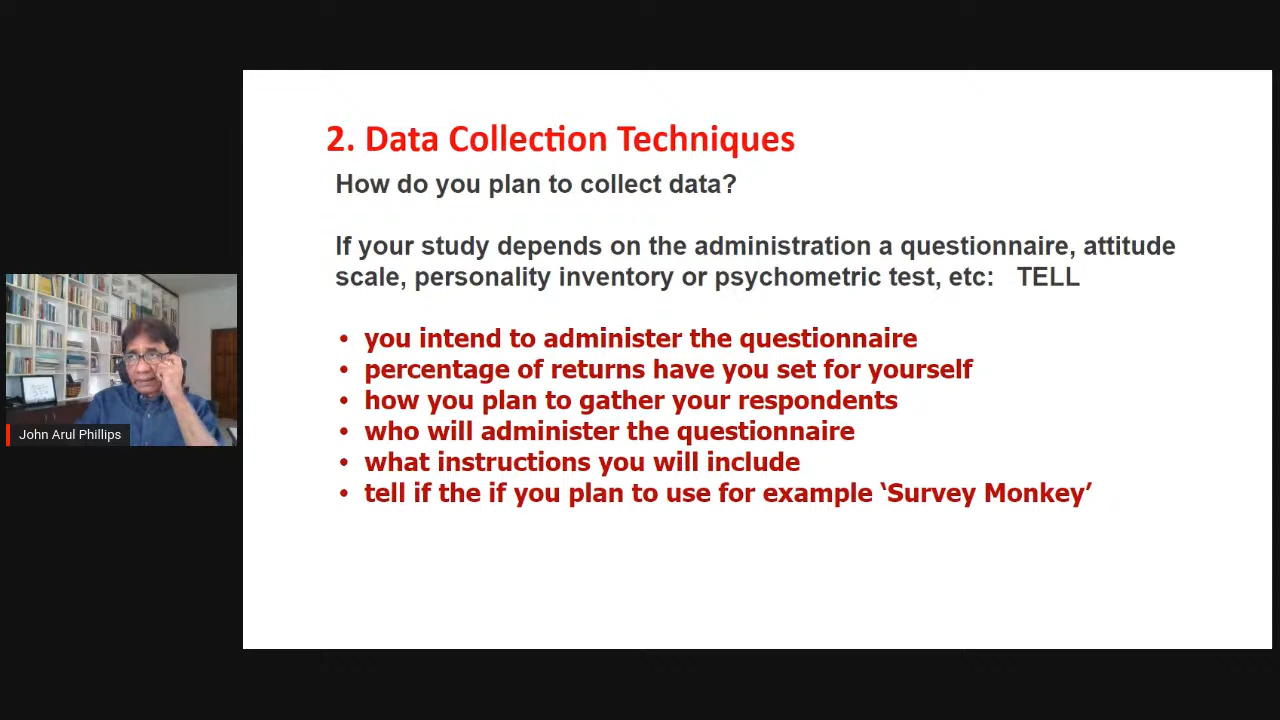 2. Data Collection Techniques
How do you plan to collect data?
If your study depends on the administration a questionnaire, attitude
scale, personality inventory or psychometric test, etc: TELL
• you intend to administer the questionnaire
• percentage of returns have you set for yourself
• how you plan to gather your respondents
• who will administer the questionnaire
• what instructions you will include
• tell if the if you plan to use for example ‘Survey Monkey’
John Arul Phillips